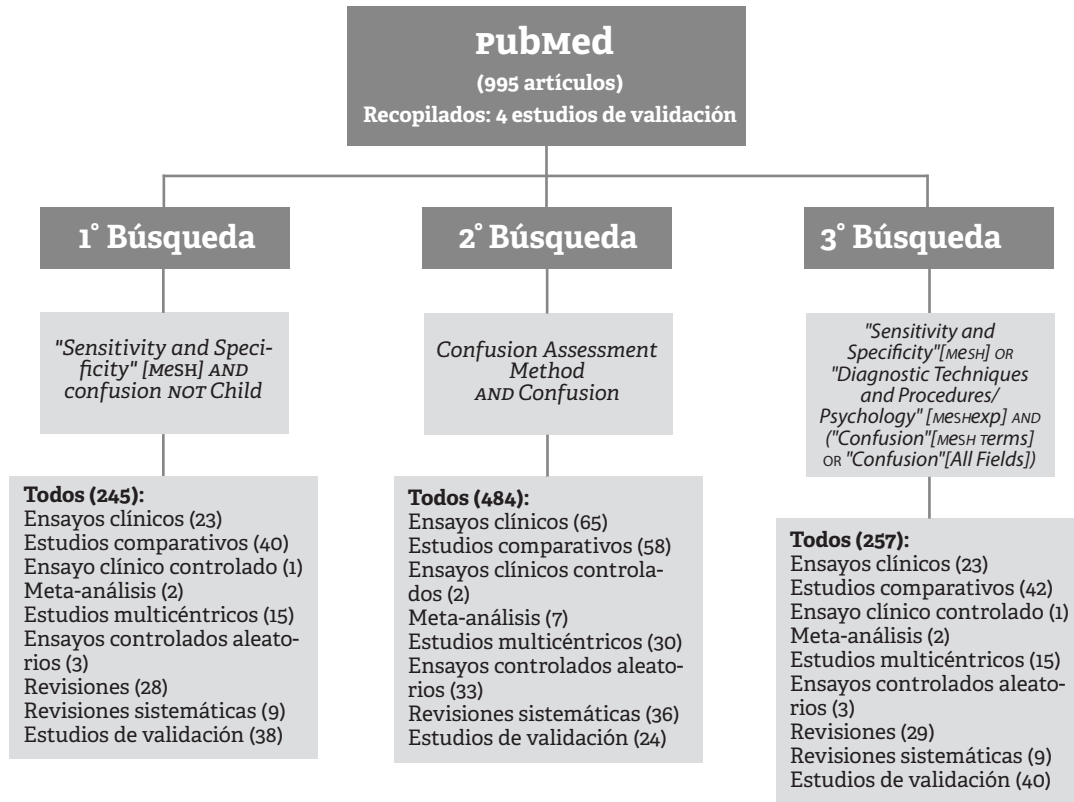 PubMed
(995 artículos)
Recopilados: 4 estudios de validación
1° Búsqueda
"Sensitivity and Speci-
ficity" [MeSH] AND
confusion NOT Child
Todos (245):
Ensayos clínicos (23)
Estudios comparativos (40)
Ensayo clínico controlado (1)
Meta-análisis (2)
Estudios multicéntricos (15)
Ensayos controlados aleato-
rios (3)
Revisiones (28)
Revisiones sistemáticas (9)
Estudios de validación (38)
2° Búsqueda
Confusion Assessment
Method
AND Confusion
Todos (484):
Ensayos clínicos (65)
Estudios comparativos (58)
Ensayos clínicos controla-
dos (2)
Meta-análisis (7)
Estudios multicéntricos (30)
Ensayos controlados aleato-
rios (33)
Revisiones sistemáticas (36)
Estudios de validación (24)
3° Búsqueda
"Sensitivity and
Specificity"[MeSH] OR
"Diagnostic Techniques
and Procedures/
Psychology" [meshexp] AND
("Confusion"[MeSH Terms]
OR "Confusion"[All Fields])
Todos (257):
Ensayos clínicos (23)
Estudios comparativos (42)
Ensayo clínico controlado (1)
Meta-análisis (2)
Estudios multicéntricos (15)
Ensayos controlados aleato-
rios (3)
Revisiones (29)
Revisiones sistemáticas (9)
Estudios de validación (40)